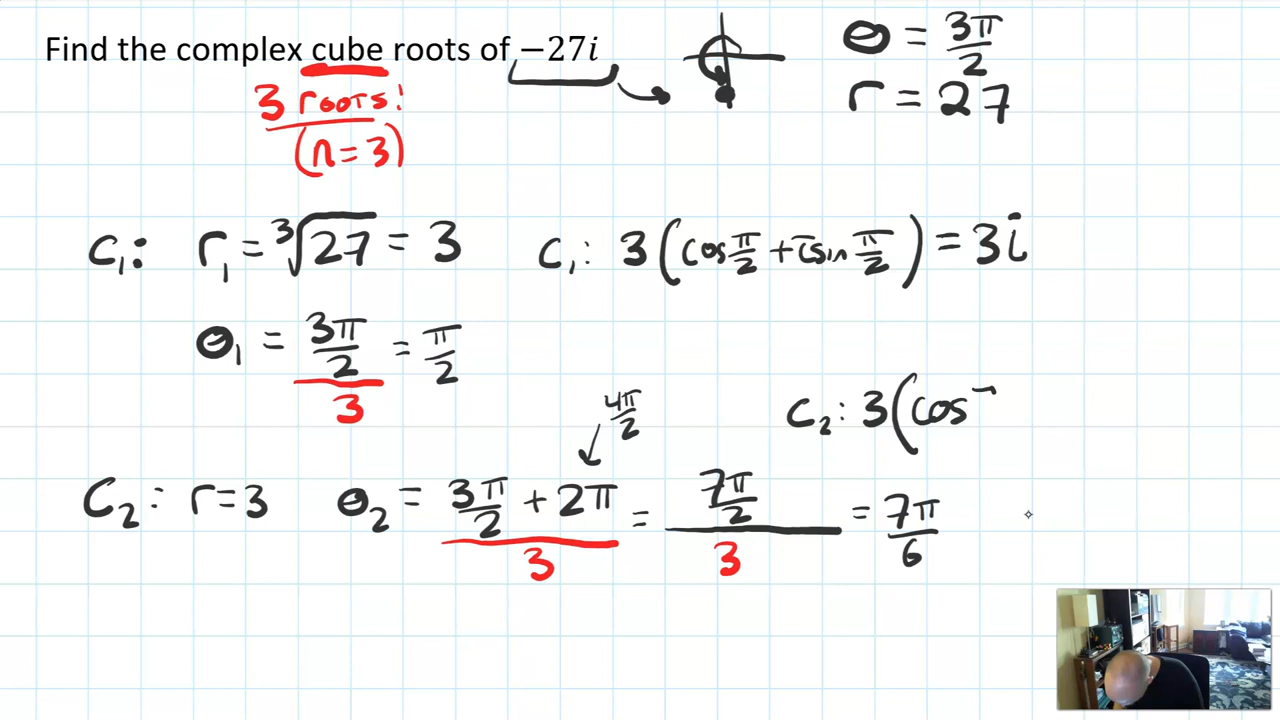 Find the complex cube roots of −27i
θ = 3π/2
r = 27
3 roots!
(n = 3)
C₁: r₁ = ³√27 = 3
C₁: 3(cos π/2 + i sin π/2) = 3i
θ₁ = (3π/2)/3 = π/2
4π/2
C₂: 3(cos
C₂: r = 3
θ₂ = (3π/2 + 2π)/3 = (7π/2)/3 = 7π/6